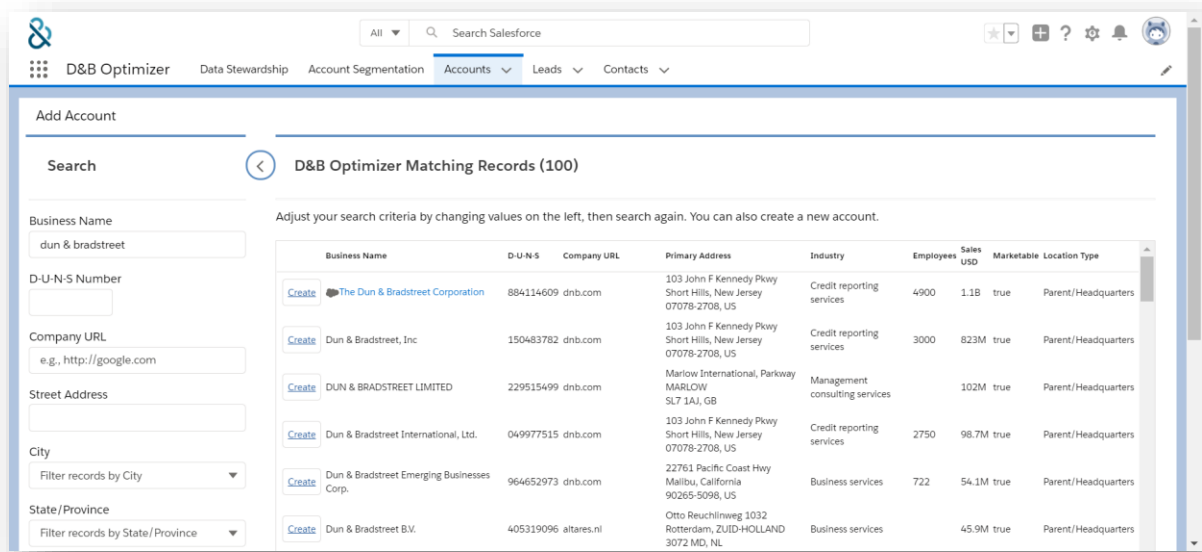 All
Search Salesforce
D&B Optimizer
Data Stewardship
Account Segmentation
Accounts
Leads
Contacts
Add Account
Search
Business Name
dun & bradstreet
D-U-N-S Number
Company URL
e.g., http://google.com
Street Address
City
Filter records by City
State/Province
Filter records by State/Province
D&B Optimizer Matching Records (100)
Adjust your search criteria by changing values on the left, then search again. You can also create a new account.
Business Name D-U-N-S Company URL Primary Address Industry Employees Sales USD Marketable Location Type
Create The Dun & Bradstreet Corporation 884114609 dnb.com 103 John F Kennedy Pkwy
Short Hills, New Jersey
07078-2708, US
Credit reporting
services
4900 1.1B true Parent/Headquarters
Create Dun & Bradstreet, Inc 150483782 dnb.com 103 John F Kennedy Pkwy
Short Hills, New Jersey
07078-2708, US
Credit reporting
services
3000 823M true Parent/Headquarters
Create DUN & BRADSTREET LIMITED 229515499 dnb.com Marlow International, Parkway
MARLOW
SL7 1AJ, GB
Management
consulting services
102M true Parent/Headquarters
Create Dun & Bradstreet International, Ltd. 049977515 dnb.com 103 John F Kennedy Pkwy
Short Hills, New Jersey
07078-2708, US
Credit reporting
services
2750 98.7M true Parent/Headquarters
Create Dun & Bradstreet Emerging Businesses
Corp.
964652973 dnb.com 22761 Pacific Coast Hwy
Malibu, California
90265-5098, US
Business services 722 54.1M true Parent/Headquarters
Create Dun & Bradstreet B.V. 405319096 altares.nl Otto Reuchlinweg 1032
Rotterdam, ZUID-HOLLAND
3072 MD, NL
Business services 45.9M true Parent/Headquarters